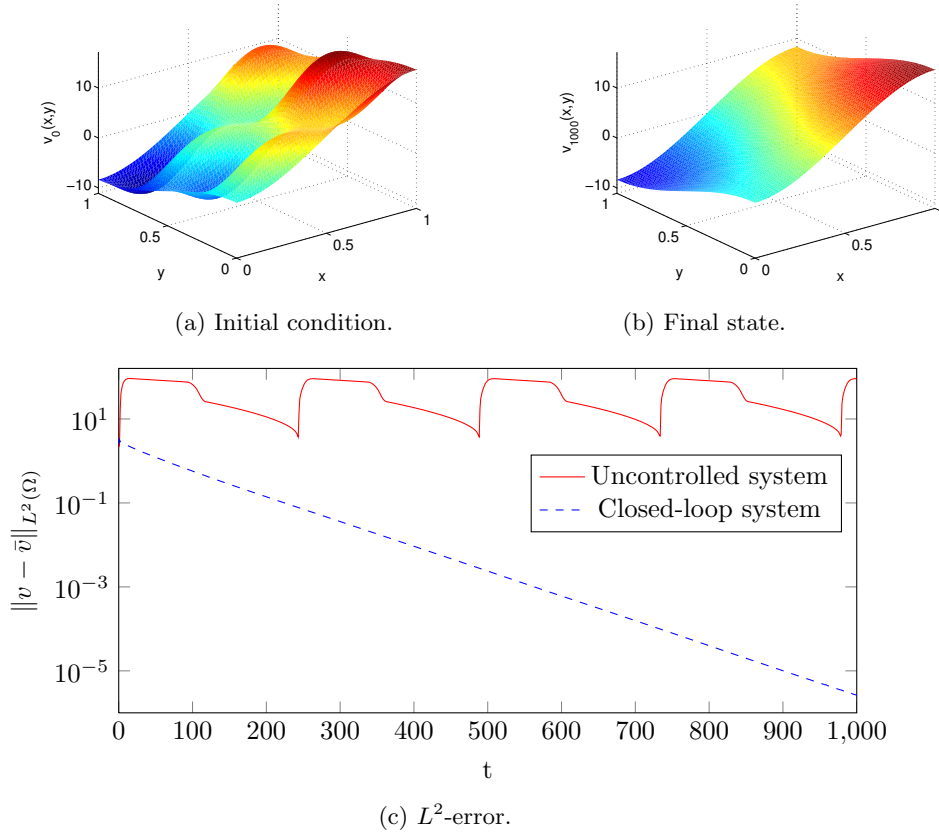 v0(x,y)
10
0
−10
1
0.5
0
y
0
0.5
1
x
v1000(x,y)
10
0
−10
1
0.5
0
y
0
0.5
1
x
(a) Initial condition.
(b) Final state.
||v − v̄||L2(Ω)
10^1
10^−1
10^−3
10^−5
Uncontrolled system
Closed-loop system
0 100 200 300 400 500 600 700 800 900 1,000
t
(c) L2-error.